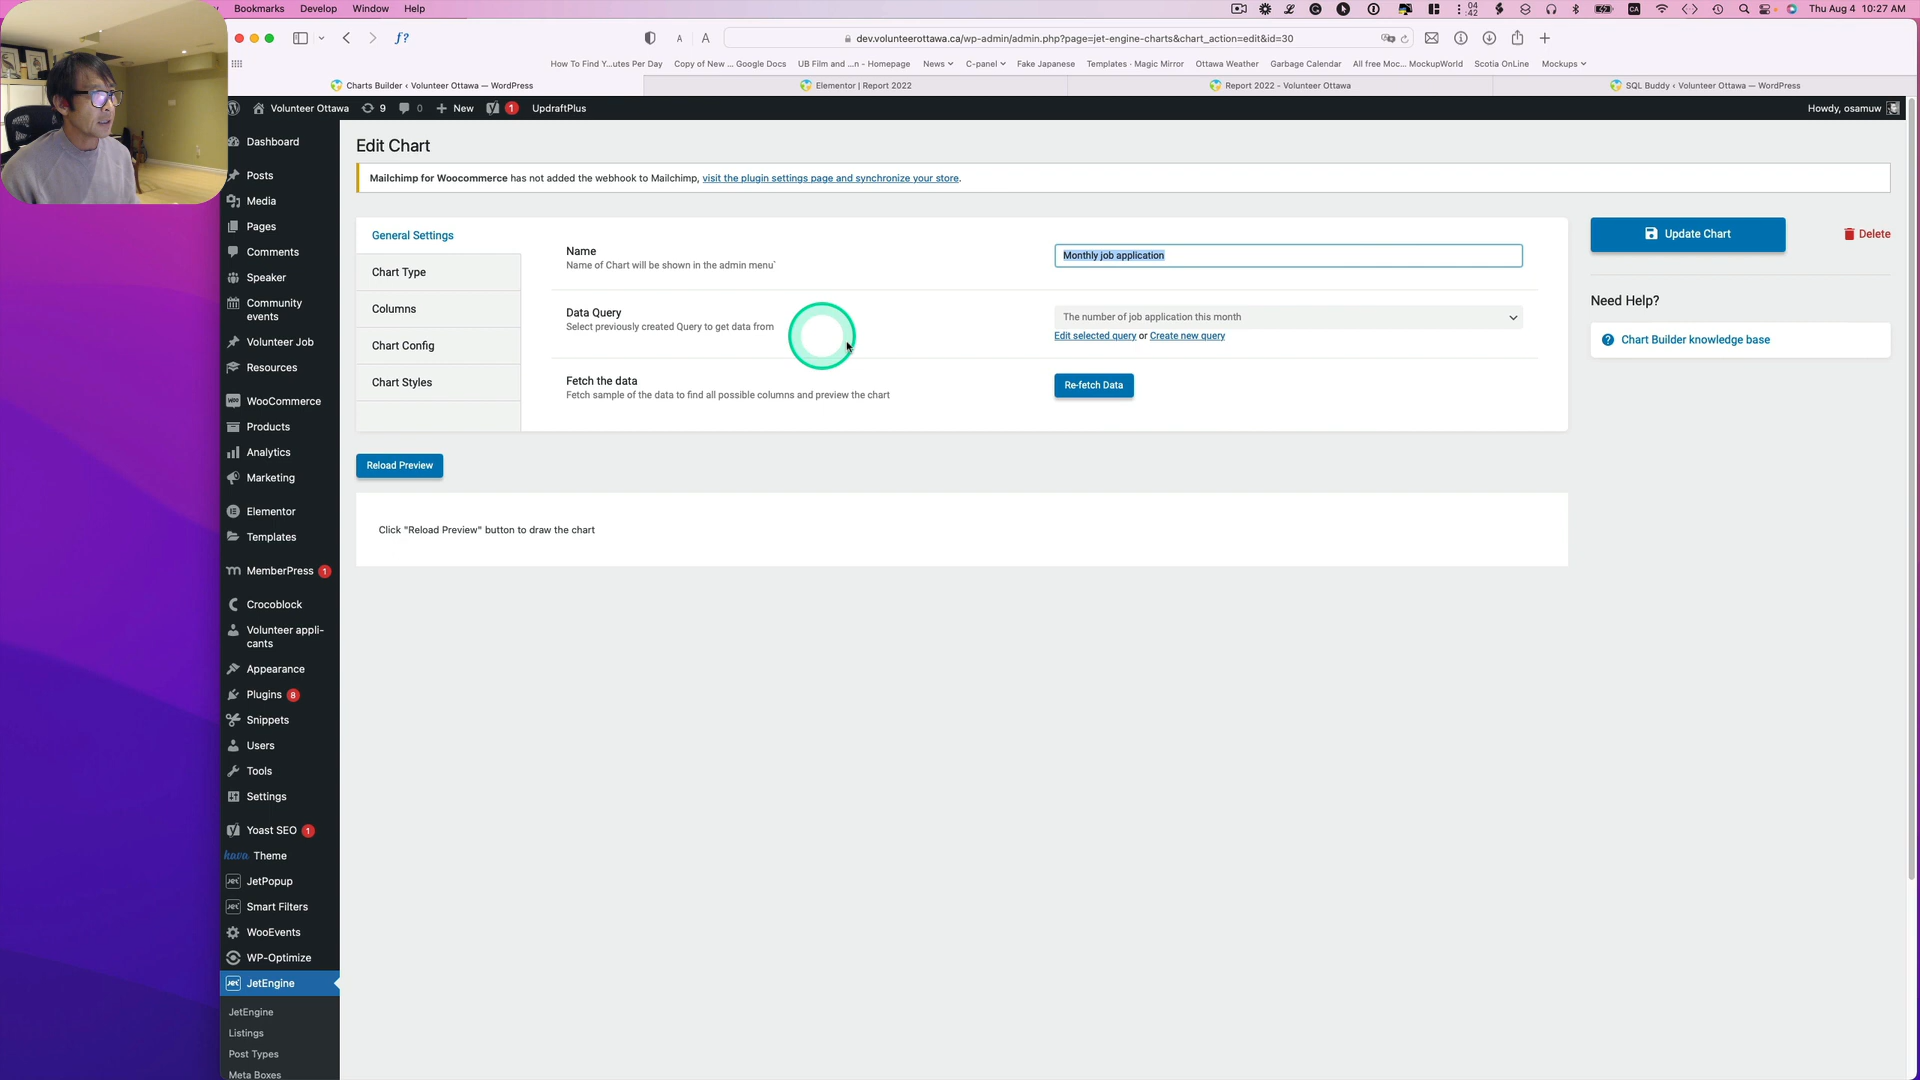 Bookmarks Develop Window Help
04
:42
Thu Aug 4 10:27 AM
f?
A A
dev.volunteerottawa.ca/wp-admin/admin.php?page=jet-engine-charts&chart_action=edit&id=30
How To Find Y...utes Per Day Copy of New ... Google Docs UB Film and ...n - Homepage News C-panel Fake Japanese Templates · Magic Mirror Ottawa Weather Garbage Calendar All free Moc... MockupWorld Scotia OnLine Mockups
Charts Builder ‹ Volunteer Ottawa — WordPress
Elementor | Report 2022
Report 2022 - Volunteer Ottawa
SQL Buddy ‹ Volunteer Ottawa — WordPress
Volunteer Ottawa 9 0 New 1 UpdraftPlus
Howdy, osamuw
Dashboard
Posts
Media
Pages
Comments
Speaker
Community
events
Volunteer Job
Resources
WooCommerce
Products
Analytics
Marketing
Elementor
Templates
MemberPress 1
Crocoblock
Volunteer appli-
cants
Appearance
Plugins 8
Snippets
Users
Tools
Settings
Yoast SEO 1
kava Theme
JetPopup
Smart Filters
WooEvents
WP-Optimize
JetEngine
JetEngine
Listings
Post Types
Meta Boxes
Edit Chart
Mailchimp for Woocommerce has not added the webhook to Mailchimp, visit the plugin settings page and synchronize your store.
General Settings
Chart Type
Columns
Chart Config
Chart Styles
Name
Name of Chart will be shown in the admin menu`
Monthly job application
Data Query
Select previously created Query to get data from
The number of job application this month
Edit selected query or Create new query
Fetch the data
Fetch sample of the data to find all possible columns and preview the chart
Re-fetch Data
Reload Preview
Click "Reload Preview" button to draw the chart
Update Chart
Delete
Need Help?
Chart Builder knowledge base